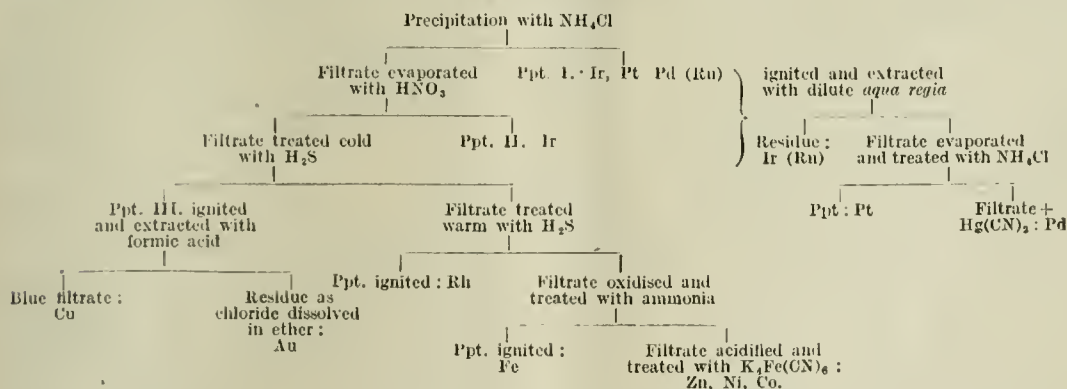 Precipitation with NH₄Cl
Filtrate evaporated
with HNO₃
Ppt. I. Ir, Pt Pd (Ru)
ignited and extracted
with dilute aqua regia
Filtrate treated cold
with H₂S
Ppt. II. Ir
Residue :
Ir (Ru)
Filtrate evaporated
and treated with NH₄Cl
Ppt. III. ignited
and extracted with
formic acid
Filtrate treated
warm with H₂S
Ppt : Pt
Filtrate +
Hg(CN)₂ : Pd
Blue filtrate :
Cu
Residue as
chloride dissolved
in ether :
Au
Ppt. ignited : Rh
Filtrate oxidised and
treated with ammonia
Ppt. ignited :
Fe
Filtrate acidified and
treated with K₄Fe(CN)₆ :
Zn, Ni, Co.